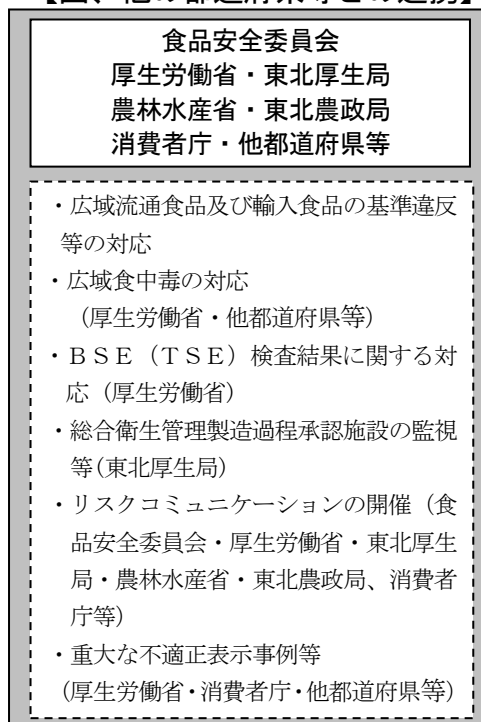 【国、他の都道府県等との連携】
食品安全委員会
厚生労働省・東北厚生局
農林水産省・東北農政局
消費者庁・他都道府県等
・広域流通食品及び輸入食品の基準違反
等の対応
・広域食中毒の対応
（厚生労働省・他都道府県等）
・ＢＳＥ（ＴＳＥ）検査結果に関する対
応（厚生労働省）
・総合衛生管理製造過程承認施設の監視
等(東北厚生局)
・リスクコミュニケーションの開催（食
品安全委員会・厚生労働省・東北厚生
局・農林水産省・東北農政局、消費者
庁等）
・重大な不適正表示事例等
（厚生労働省・消費者庁・他都道府県等）